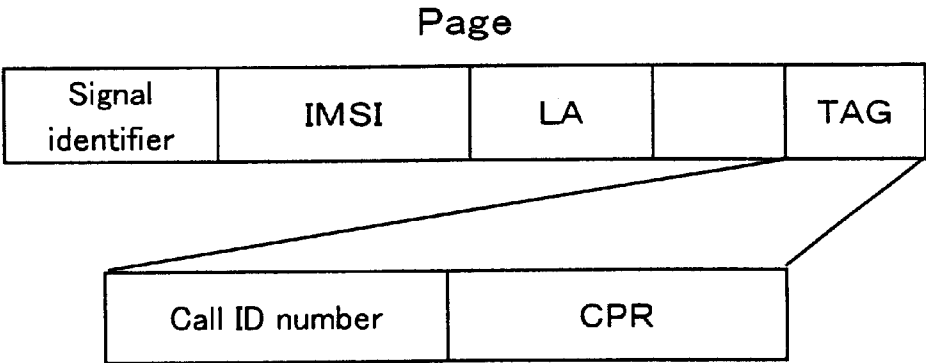 Page
Signal
identifier
IMSI
LA
TAG
Call ID number
CPR